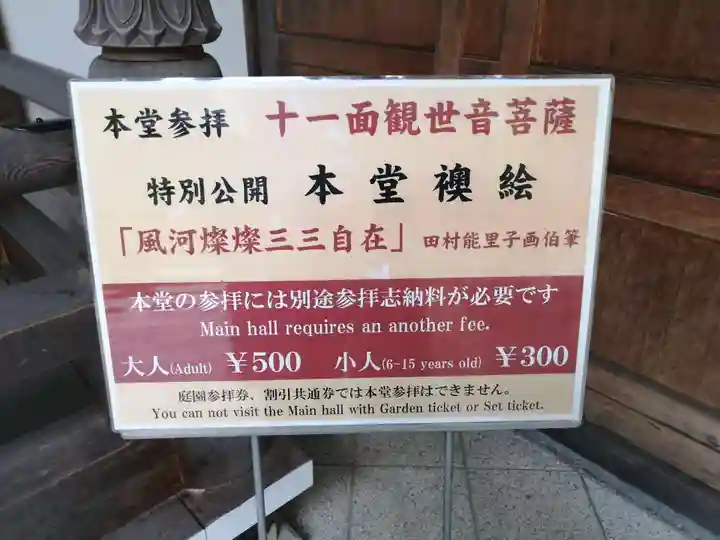 本堂参拝 十一面観世音菩薩
特別公開 本堂襖絵
「風河燦燦三三自在」 田村能里子画伯筆
本堂の参拝には別途参拝志納料が必要です
Main hall requires an another fee.
大人(Adult) ￥500 小人(6-15 years old) ￥300
庭園参拝券、割引共通券では本堂参拝はできません。
You can not visit the Main hall with Garden ticket or Set ticket.